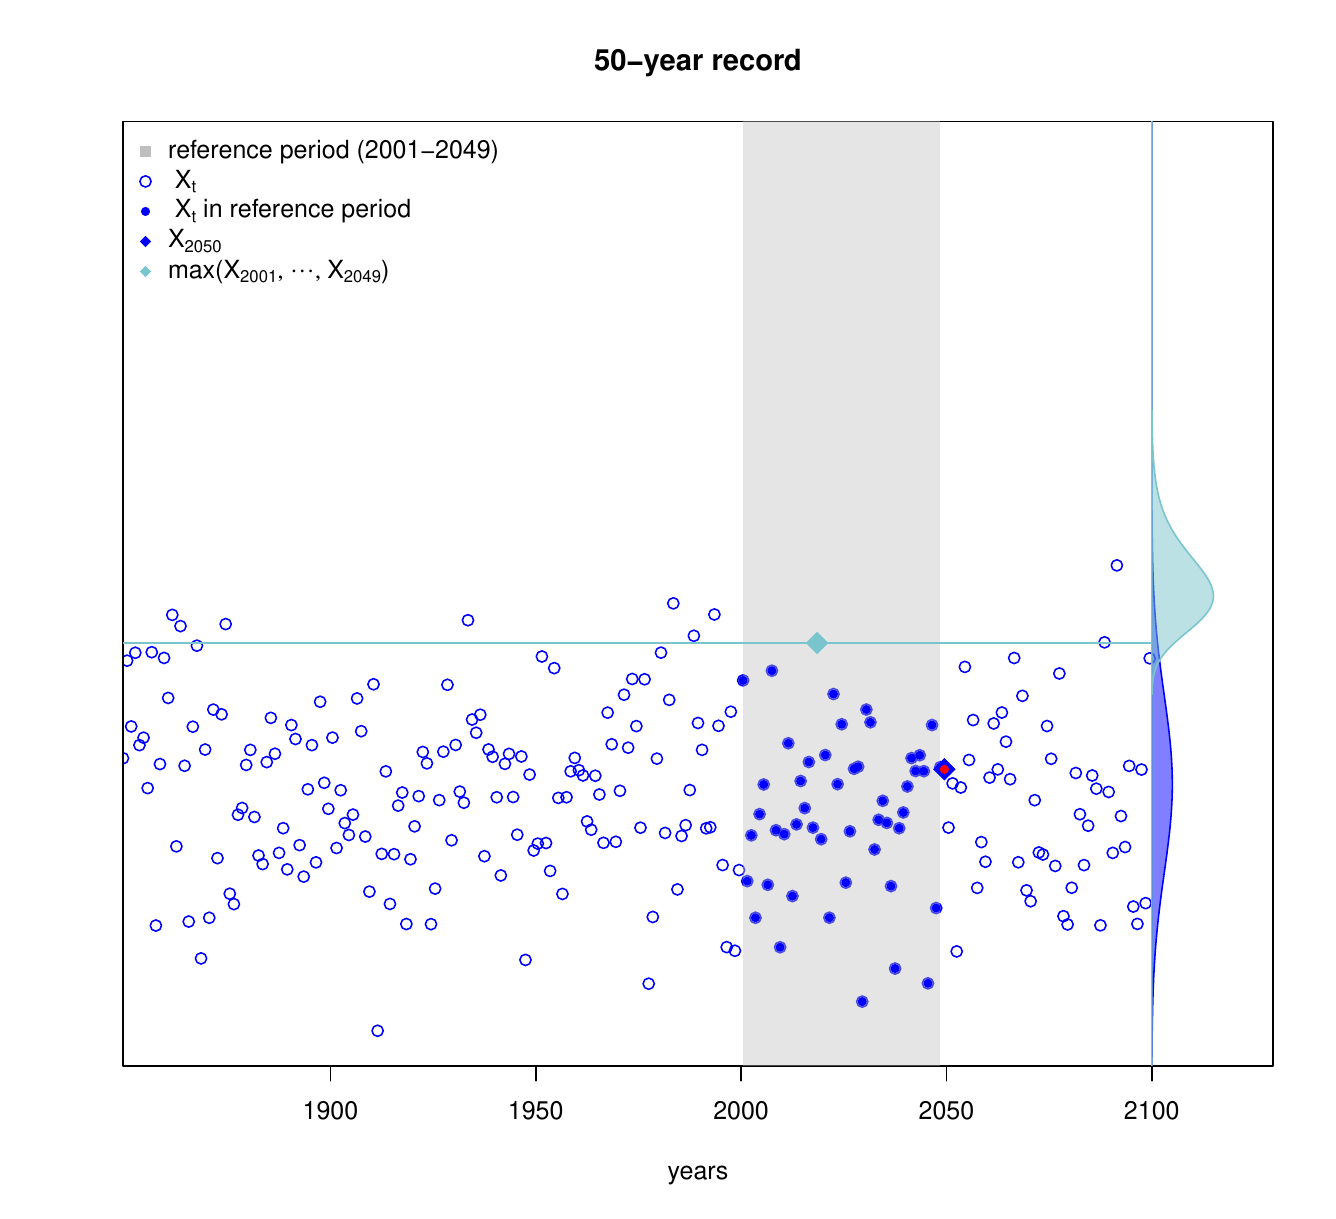 50−year record
reference period (2001−2049)
Xt
Xt in reference period
X2050
max(X2001, ⋯, X2049)
1900 1950 2000 2050 2100
years